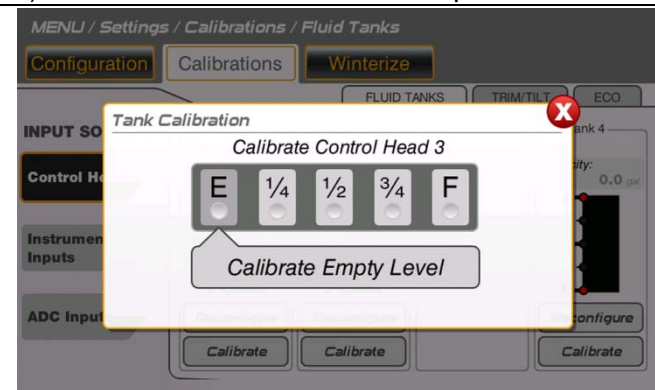 MENU / Settings / Calibrations / Fluid Tanks
Configuration Calibrations Winterize
FLUID TANKS TRIM/TILT ECO
Tank Calibration X
INPUT SO ank 4
Calibrate Control Head 3
Control He city:
0.0 gal
E 1/4 1/2 3/4 F
Instrumen
Inputs
Calibrate Empty Level
ADC Input Reconfigure Reconfigure configure
Calibrate Calibrate Calibrate